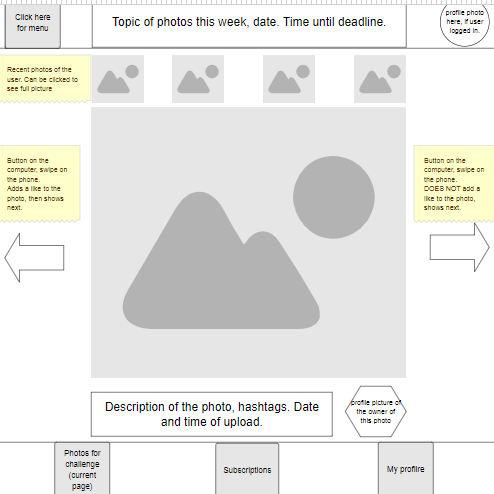 Click here
for menu
Topic of photos this week, date. Time until deadline.
profile photo
here, if user
logged in.
Recent photos of the
user. Can be clicked to
see full picture
Button on the
computer, swipe on
the phone.
Adds a like to the
photo, then shows
next.
Button on the
computer, swipe on
the phone.
DOES NOT add a
like to the photo,
shows next.
Description of the photo, hashtags. Date
and time of upload.
profile picture of
the owner of
this photo
Photos for
challenge
(current
page)
Subscriptions
My profiire